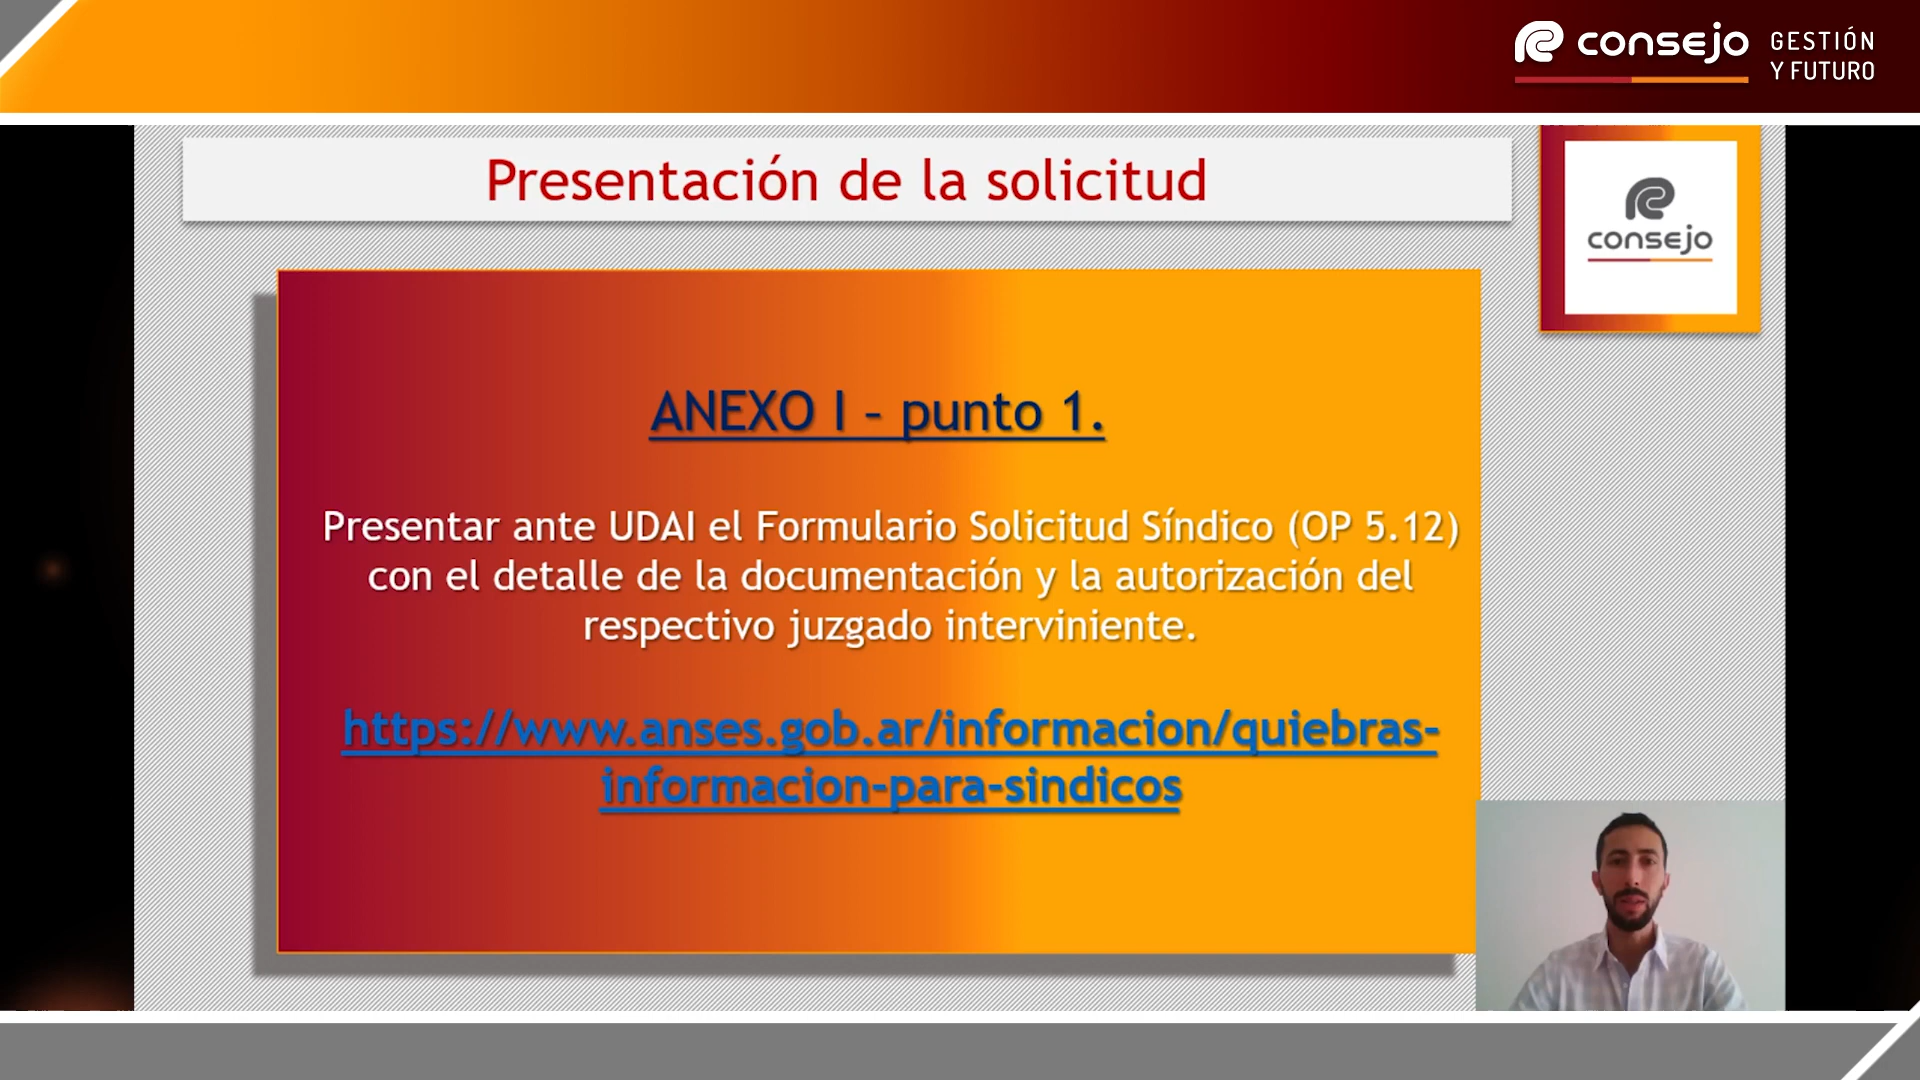 consejo
GESTIÓN
Y FUTURO
Presentación de la solicitud
consejo
ANEXO I – punto 1.
Presentar ante UDAI el Formulario Solicitud Síndico (OP 5.12)
con el detalle de la documentación y la autorización del
respectivo juzgado interviniente.
https://www.anses.gob.ar/informacion/quiebras-
informacion-para-sindicos